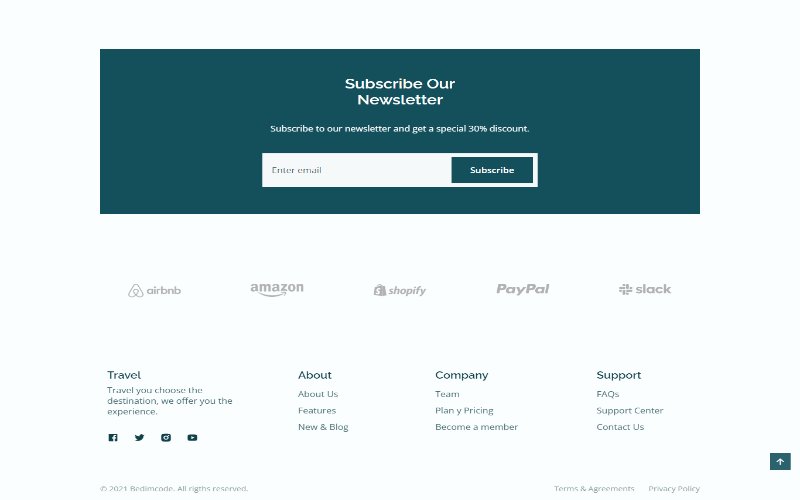 Subscribe Our
Newsletter
Subscribe to our newsletter and get a special 30% discount.
Enter email
Subscribe
airbnb
amazon
shopify
PayPal
slack
Travel
Travel you choose the
destination, we offer you the
experience.
About
About Us
Features
New & Blog
Company
Team
Plan y Pricing
Become a member
Support
FAQs
Support Center
Contact Us
© 2021 Bedimcode. All rigths reserved.
Terms & Agreements
Privacy Policy